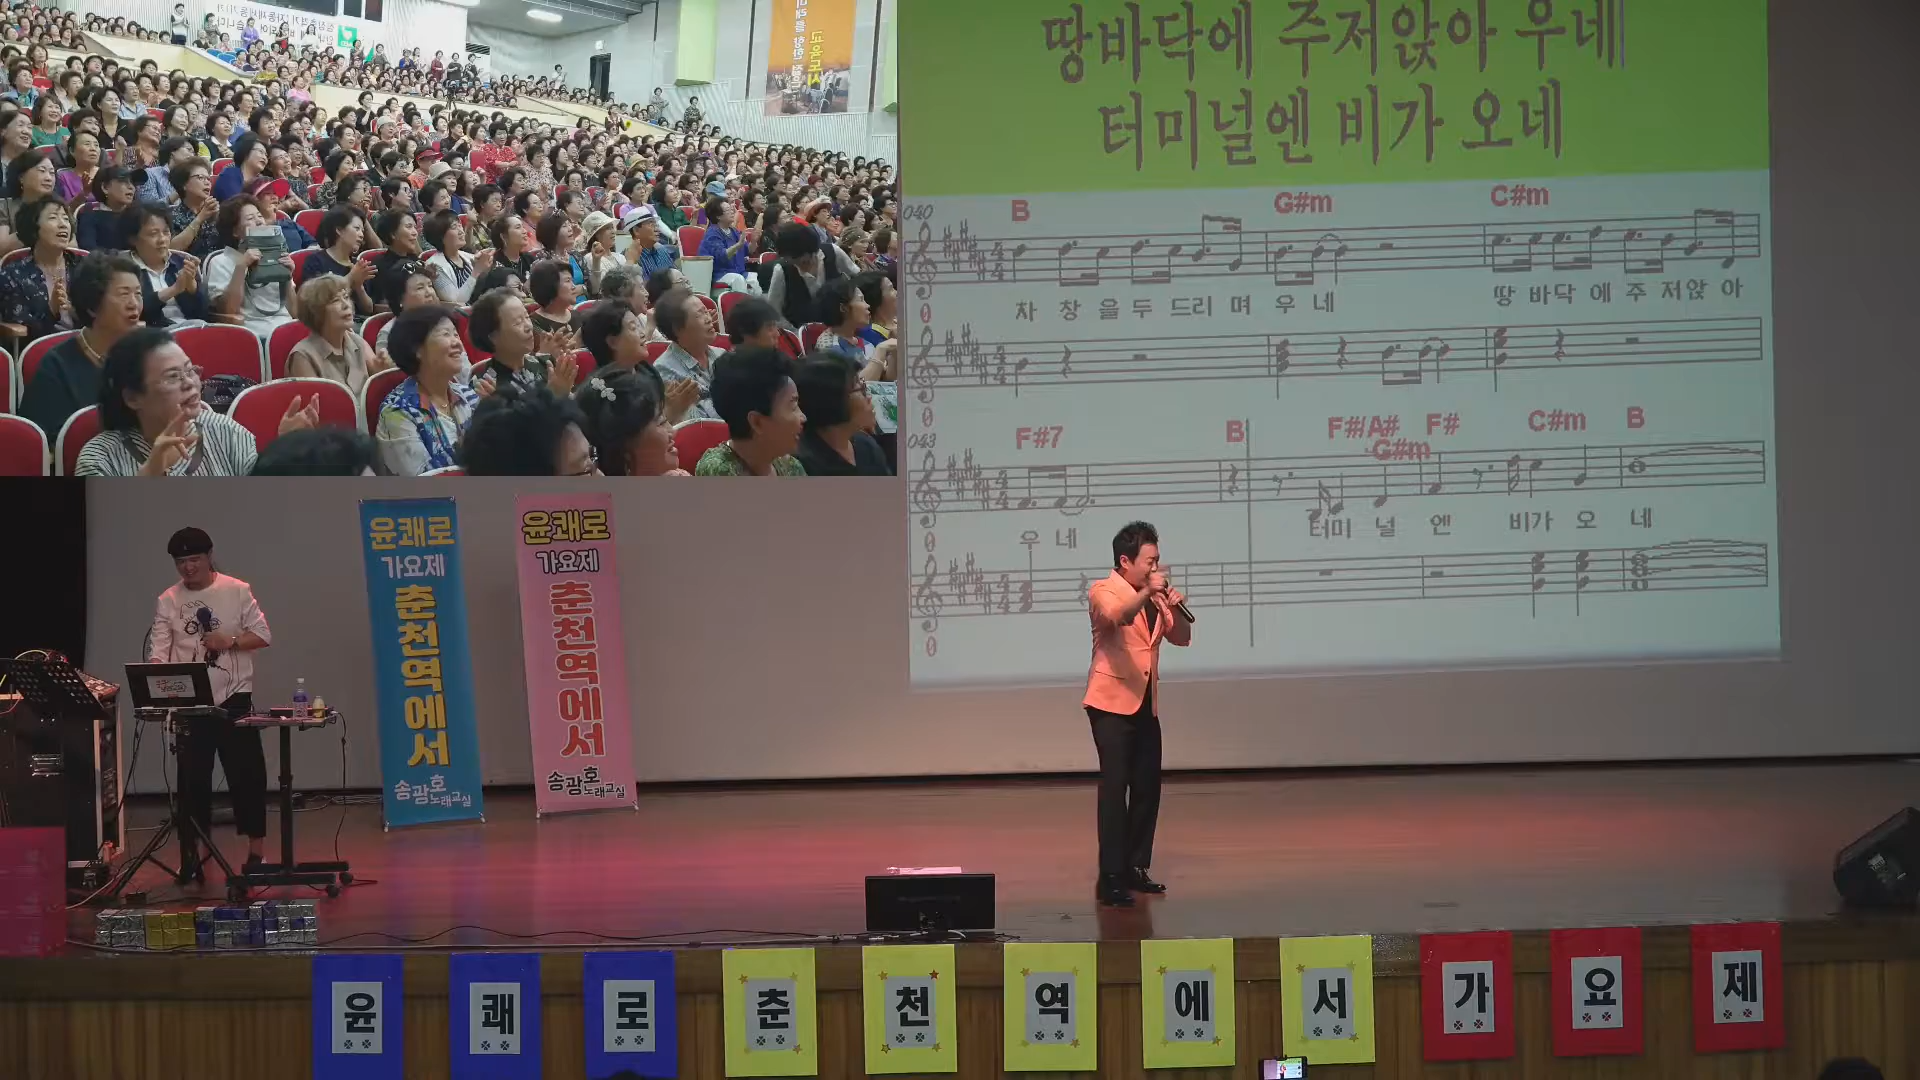 땅바닥에 주저앉아 우네
터미널엔 비가 오네
040
B G#m C#m
차 창 을 두 드리 며 우 네 땅 바닥 에 주 저앉 아
043
F#7 B F#/A# G#m F# C#m B
우 네 터미 널 엔 비가 오 네
윤쾌로
가요제
춘천역에서
송광호
노래교실
윤쾌로
가요제
춘천역에서
송광호
노래교실
윤쾌로춘천역에서가요제